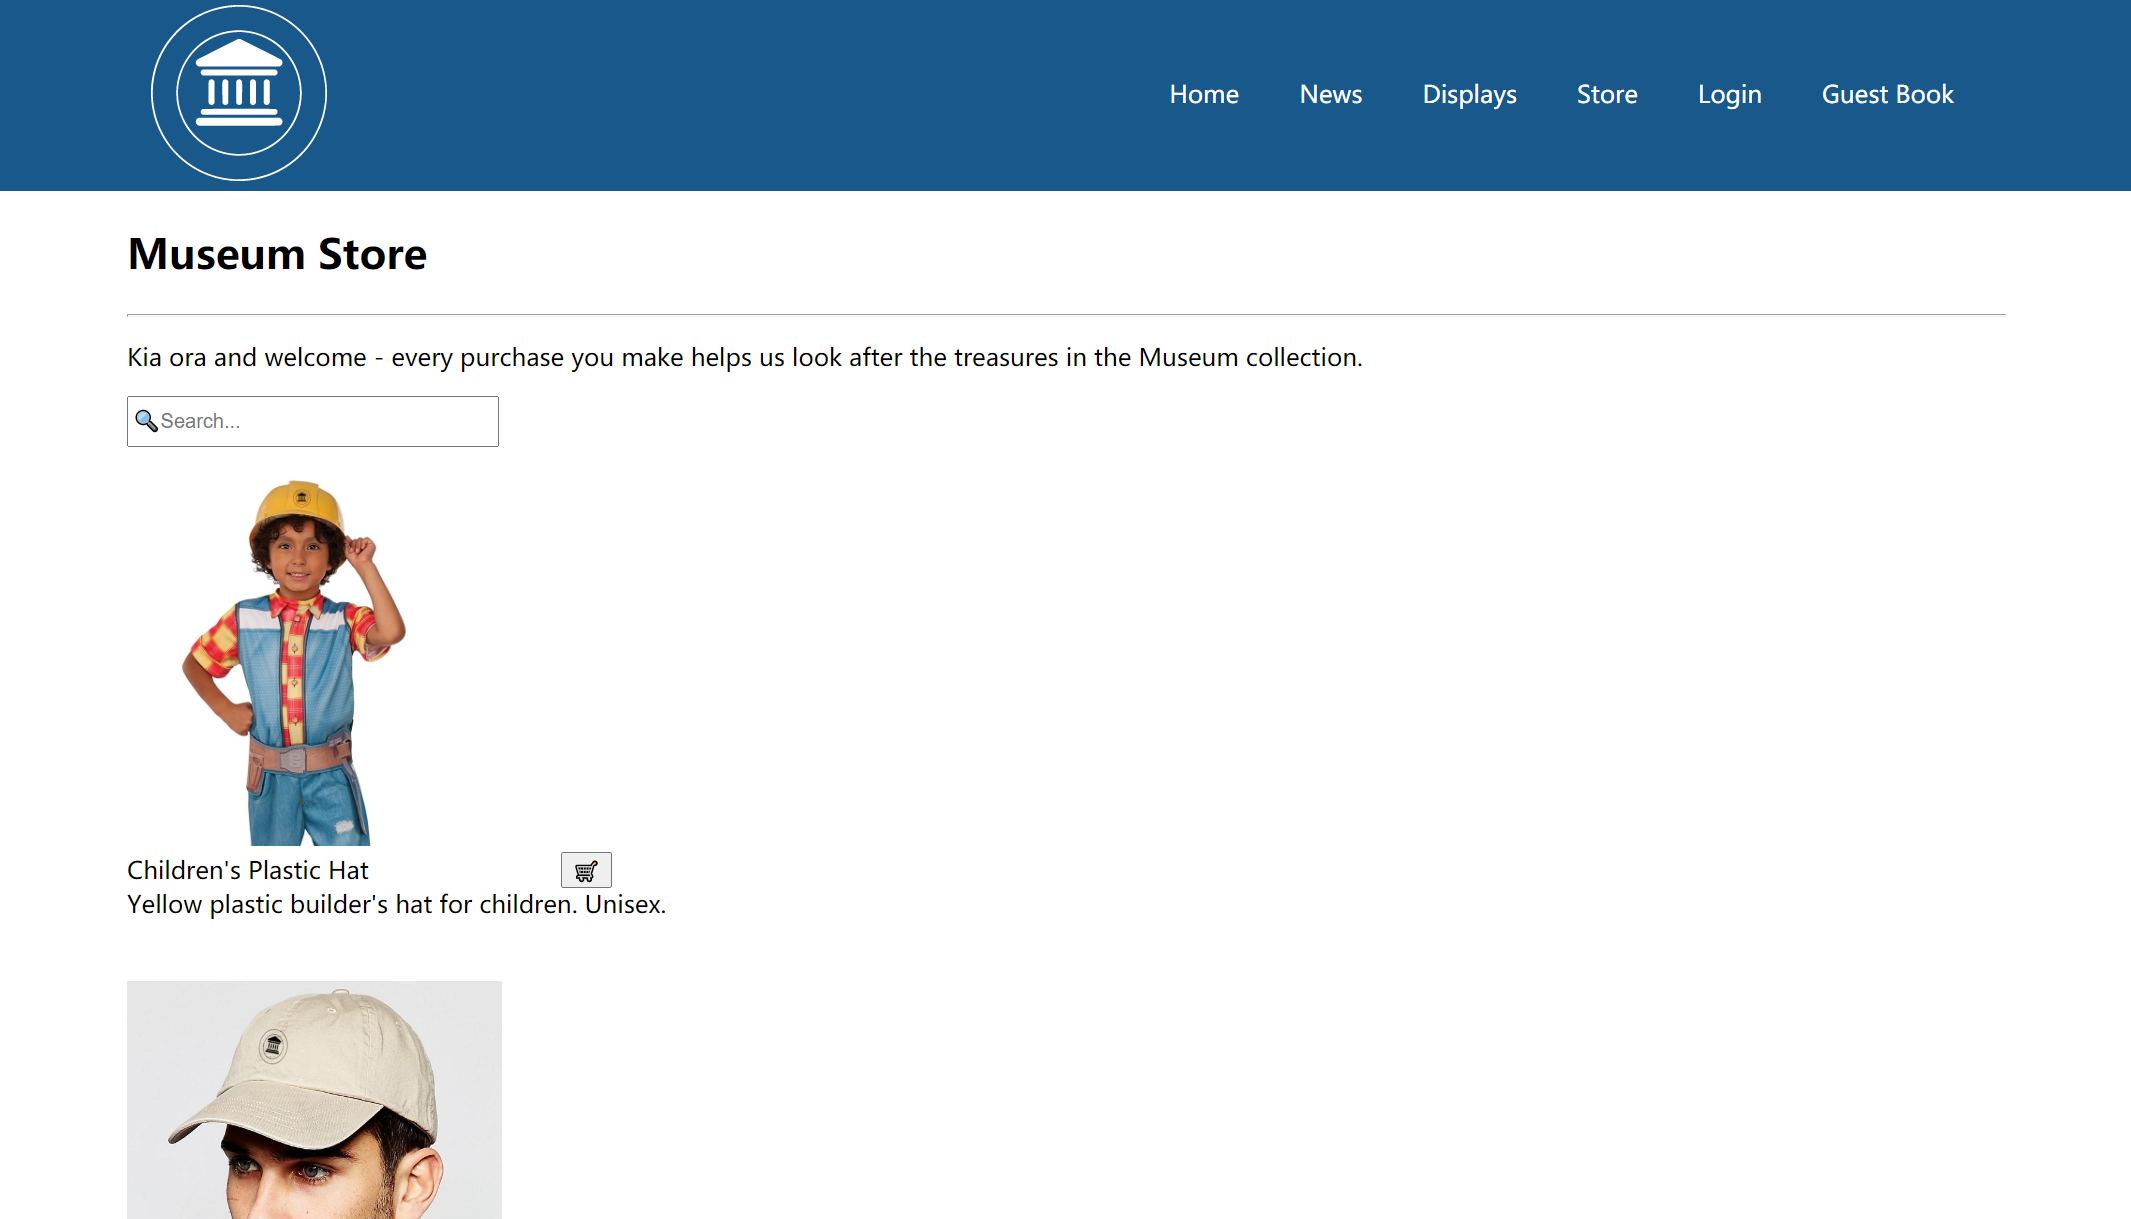 Home News Displays Store Login Guest Book
Museum Store
Kia ora and welcome - every purchase you make helps us look after the treasures in the Museum collection.
Search...
Children's Plastic Hat
Yellow plastic builder's hat for children. Unisex.